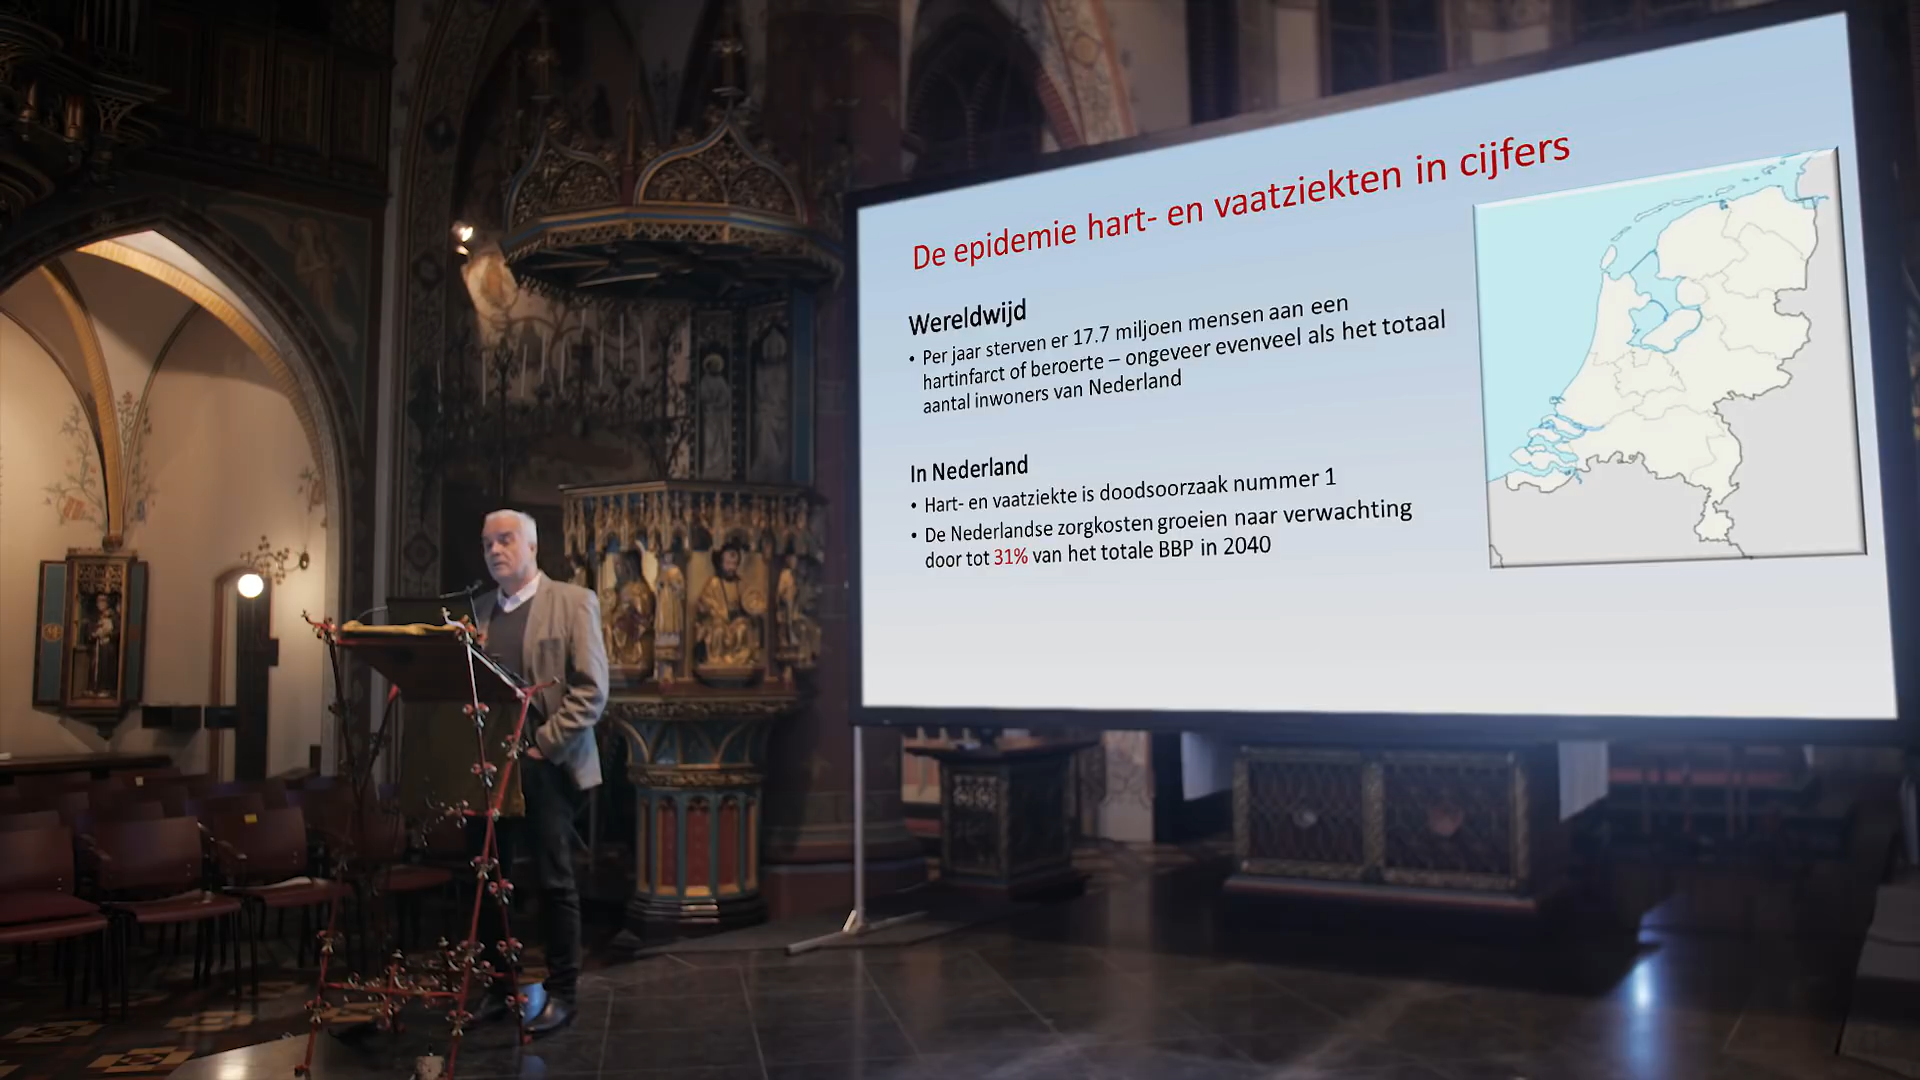 De epidemie hart- en vaatziekten in cijfers
Wereldwijd
• Per jaar sterven er 17.7 miljoen mensen aan een
hartinfarct of beroerte – ongeveer evenveel als het totaal
aantal inwoners van Nederland
In Nederland
• Hart- en vaatziekte is doodsoorzaak nummer 1
• De Nederlandse zorgkosten groeien naar verwachting
door tot 31% van het totale BBP in 2040